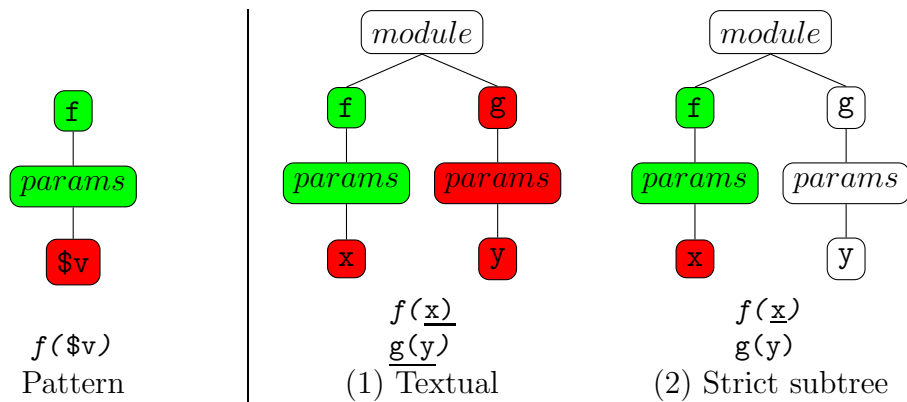 module
module
f
f
g
f
g
params
params
params
params
params
$v
x
y
x
y
f(x)
f(x)
f($v)
g(y)
g(y)
Pattern
(1) Textual
(2) Strict subtree